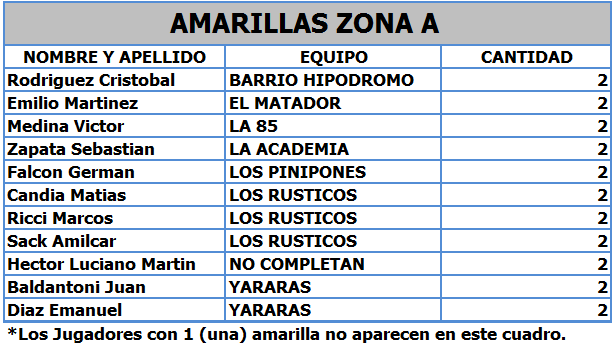 AMARILLAS ZONA A
NOMBRE Y APELLIDO EQUIPO CANTIDAD
Rodriguez Cristobal BARRIO HIPODROMO 2
Emilio Martinez EL MATADOR 2
Medina Victor LA 85 2
Zapata Sebastian LA ACADEMIA 2
Falcon German LOS PINIPONES 2
Candia Matias LOS RUSTICOS 2
Ricci Marcos LOS RUSTICOS 2
Sack Amilcar LOS RUSTICOS 2
Hector Luciano Martin NO COMPLETAN 2
Baldantoni Juan YARARAS 2
Diaz Emanuel YARARAS 2
*Los Jugadores con 1 (una) amarilla no aparecen en este cuadro.